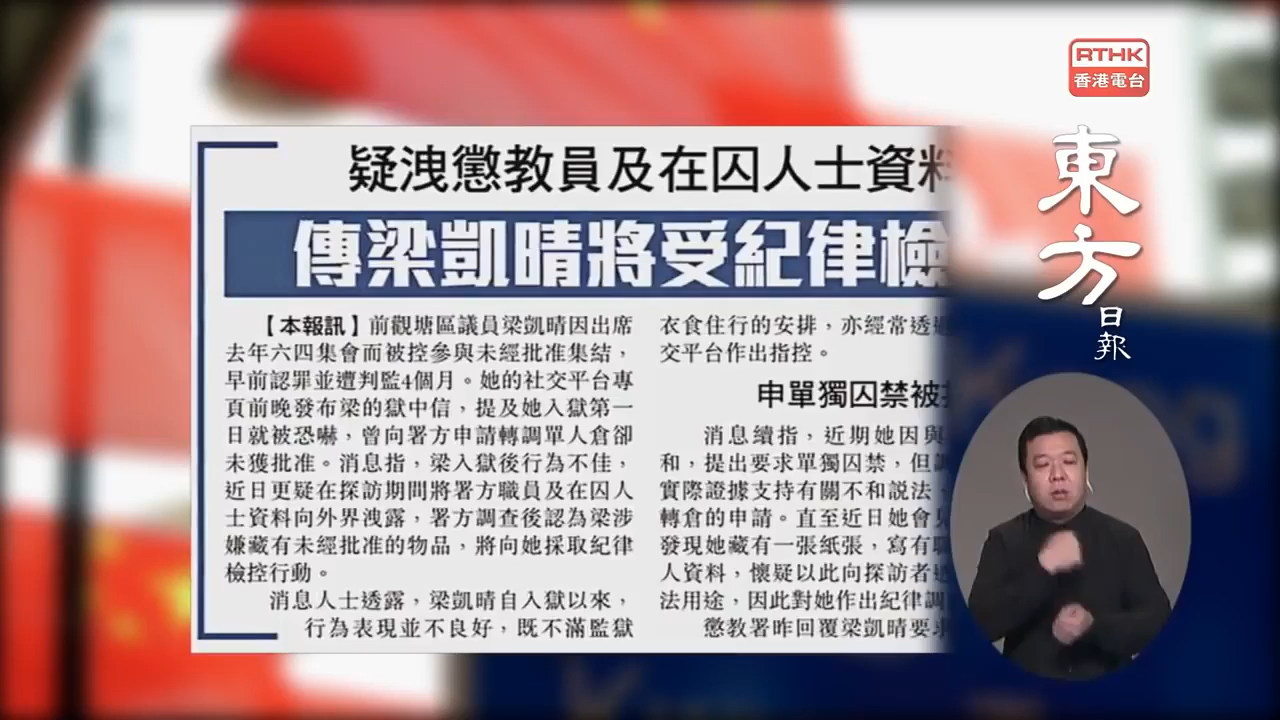 RTHK
香港電台
東方日報
疑洩懲教員及在囚人士資料
傳梁凱晴將受紀律檢
【本報訊】前觀塘區議員梁凱晴因出席
去年六四集會而被控參與未經批准集結，
早前認罪並遭判監4個月。她的社交平台專
頁前晚發布梁的獄中信，提及她入獄第一
日就被恐嚇，曾向署方申請轉調單人倉卻
未獲批准。消息指，梁入獄後行為不佳，
近日更疑在探訪期間將署方職員及在囚人
士資料向外界洩露，署方調查後認為梁涉
嫌藏有未經批准的物品，將向她採取紀律
檢控行動。
消息人士透露，梁凱晴自入獄以來，
行為表現並不良好，既不滿監獄
衣食住行的安排，亦經常透過
交平台作出指控。
申單獨囚禁被
消息續指，近期她因與
和，提出要求單獨囚禁，但調
實際證據支持有關不和說法，
轉倉的申請。直至近日她會見
發現她藏有一張紙張，寫有職
人資料，懷疑以此向探訪者
法用途，因此對她作出紀律調
懲教署昨回覆梁凱晴要求